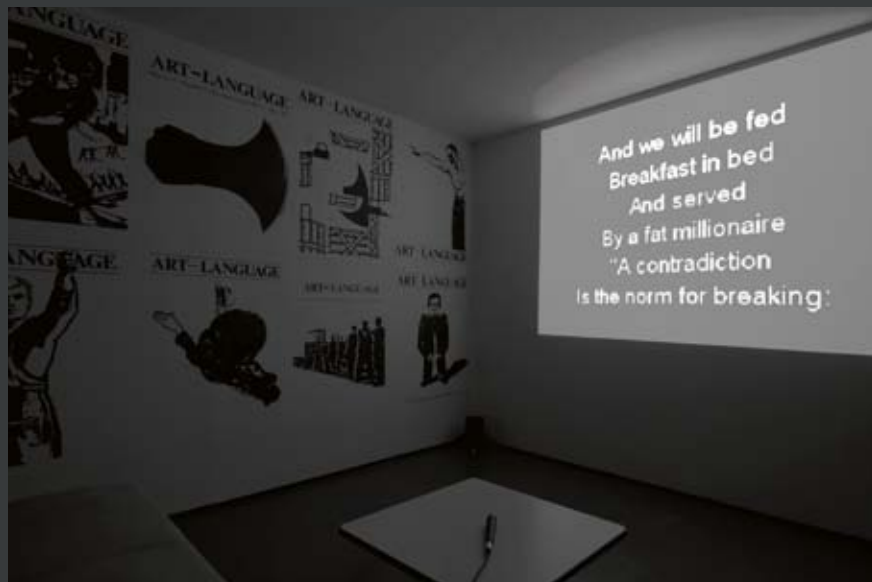 ANGUAGE
ART-LANGUAGE
ART-LANGUAGE
ART-LANGUAGE
ANGUAGE
ART-LANGUAGE
ART-LANGUAGE
ART LANGUAGE
And we will be fed
Breakfast in bed
And served
By a fat millionaire
"A contradiction
Is the norm for breaking: